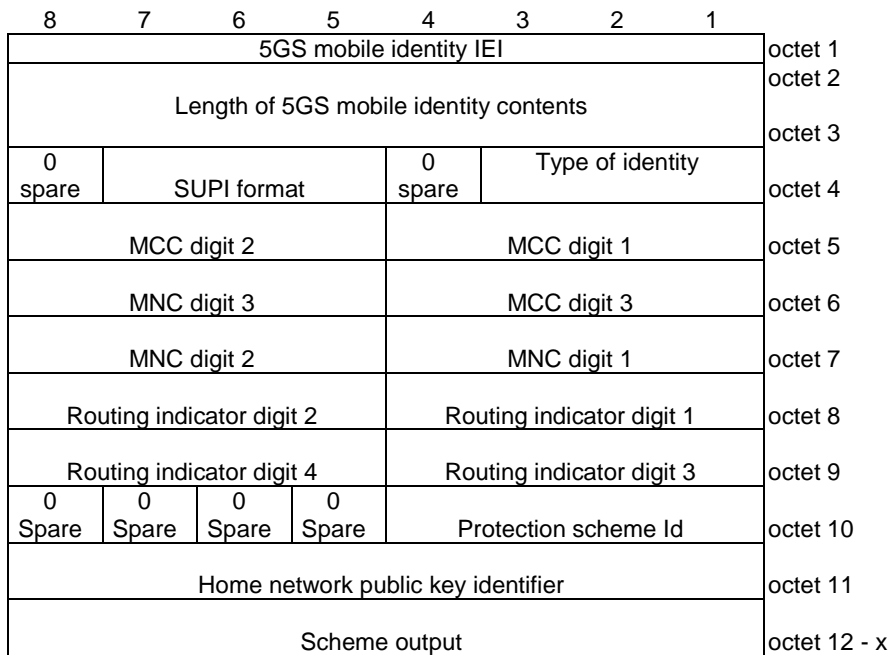 8 7 6 5 4 3 2 1
5GS mobile identity IEI octet 1
octet 2
Length of 5GS mobile identity contents
octet 3
0 0 Type of identity
spare SUPI format spare octet 4
MCC digit 2 MCC digit 1 octet 5
MNC digit 3 MCC digit 3 octet 6
MNC digit 2 MNC digit 1 octet 7
Routing indicator digit 2 Routing indicator digit 1 octet 8
Routing indicator digit 4 Routing indicator digit 3 octet 9
0 0 0 0
Spare Spare Spare Spare Protection scheme Id octet 10
Home network public key identifier octet 11
Scheme output octet 12 - x